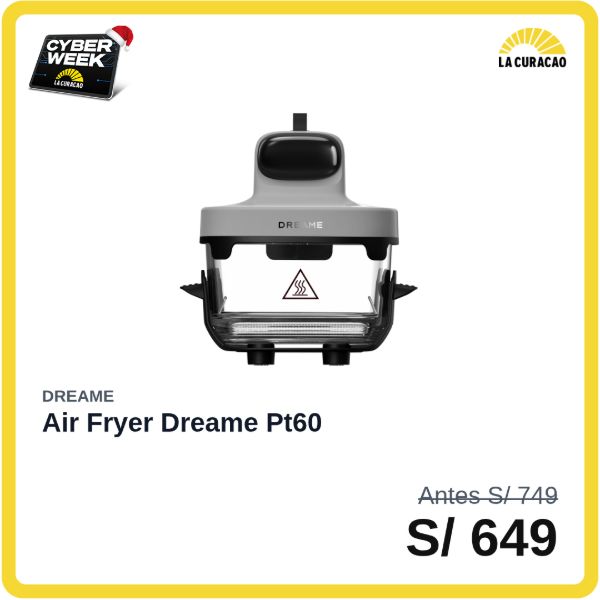 CYBER
WEEK
LA CURACAO
LA CURACAO
DREAME
DREAME
Air Fryer Dreame Pt60
Antes S/ 749
S/ 649